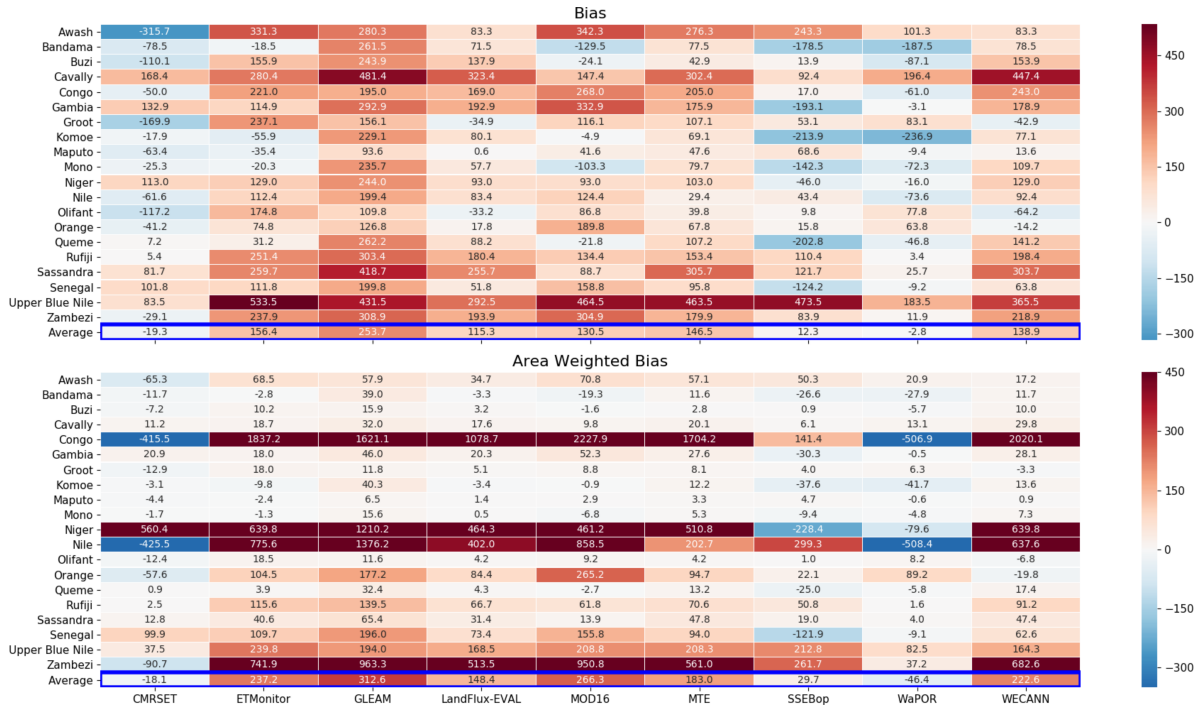 Bias
Awash -315.7 331.3 280.3 83.3 342.3 276.3 243.3 101.3 83.3
Bandama -78.5 -18.5 261.5 71.5 -129.5 77.5 -178.5 -187.5 78.5
Buzi -110.1 155.9 243.9 137.9 -24.1 42.9 13.9 -87.1 153.9
Cavally 168.4 280.4 481.4 323.4 147.4 302.4 92.4 196.4 447.4
Congo -50.0 221.0 195.0 169.0 268.0 205.0 17.0 -61.0 243.0
Gambia 132.9 114.9 292.9 192.9 332.9 175.9 -193.1 -3.1 178.9
Groot -169.9 237.1 156.1 -34.9 116.1 107.1 53.1 83.1 -42.9
Komoe -17.9 -55.9 229.1 80.1 -4.9 69.1 -213.9 -236.9 77.1
Maputo -63.4 -35.4 93.6 0.6 41.6 47.6 68.6 -9.4 13.6
Mono -25.3 -20.3 235.7 57.7 -103.3 79.7 -142.3 -72.3 109.7
Niger 113.0 129.0 244.0 93.0 93.0 103.0 -46.0 -16.0 129.0
Nile -61.6 112.4 199.4 83.4 124.4 29.4 43.4 -73.6 92.4
Olifant -117.2 174.8 109.8 -33.2 86.8 39.8 9.8 77.8 -64.2
Orange -41.2 74.8 126.8 17.8 189.8 67.8 15.8 63.8 -14.2
Queme 7.2 31.2 262.2 88.2 -21.8 107.2 -202.8 -46.8 141.2
Rufiji 5.4 251.4 303.4 180.4 134.4 153.4 110.4 3.4 198.4
Sassandra 81.7 259.7 418.7 255.7 88.7 305.7 121.7 25.7 303.7
Senegal 101.8 111.8 199.8 51.8 158.8 95.8 -124.2 -9.2 63.8
Upper Blue Nile 83.5 533.5 431.5 292.5 464.5 463.5 473.5 183.5 365.5
Zambezi -29.1 237.9 308.9 193.9 304.9 179.9 83.9 11.9 218.9
Average -19.3 156.4 253.7 115.3 130.5 146.5 12.3 -2.8 138.9
450
300
150
0
−150
−300
Area Weighted Bias
Awash -65.3 68.5 57.9 34.7 70.8 57.1 50.3 20.9 17.2
Bandama -11.7 -2.8 39.0 -3.3 -19.3 11.6 -26.6 -27.9 11.7
Buzi -7.2 10.2 15.9 3.2 -1.6 2.8 0.9 -5.7 10.0
Cavally 11.2 18.7 32.0 17.6 9.8 20.1 6.1 13.1 29.8
Congo -415.5 1837.2 1621.1 1078.7 2227.9 1704.2 141.4 -506.9 2020.1
Gambia 20.9 18.0 46.0 20.3 52.3 27.6 -30.3 -0.5 28.1
Groot -12.9 18.0 11.8 5.1 8.8 8.1 4.0 6.3 -3.3
Komoe -3.1 -9.8 40.3 -3.4 -0.9 12.2 -37.6 -41.7 13.6
Maputo -4.4 -2.4 6.5 1.4 2.9 3.3 4.7 -0.6 0.9
Mono -1.7 -1.3 15.6 0.5 -6.8 5.3 -9.4 -4.8 7.3
Niger 560.4 639.8 1210.2 464.3 461.2 510.8 -228.4 -79.6 639.8
Nile -425.5 775.6 1376.2 402.0 858.5 202.7 299.3 -508.4 637.6
Olifant -12.4 18.5 11.6 4.2 9.2 4.2 1.0 8.2 -6.8
Orange -57.6 104.5 177.2 84.4 265.2 94.7 22.1 89.2 -19.8
Queme 0.9 3.9 32.4 4.3 -2.7 13.2 -25.0 -5.8 17.4
Rufiji 2.5 115.6 139.5 66.7 61.8 70.6 50.8 1.6 91.2
Sassandra 12.8 40.6 65.4 31.4 13.9 47.8 19.0 4.0 47.4
Senegal 99.9 109.7 196.0 73.4 155.8 94.0 -121.9 -9.1 62.6
Upper Blue Nile 37.5 239.8 194.0 168.5 208.8 208.3 212.8 82.5 164.3
Zambezi -90.7 741.9 963.3 513.5 950.8 561.0 261.7 37.2 682.6
Average -18.1 237.2 312.6 148.4 266.3 183.0 29.7 -46.4 222.6
CMRSET ETMonitor GLEAM LandFlux-EVAL MOD16 MTE SSEBop WaPOR WECANN
450
300
150
0
−150
−300